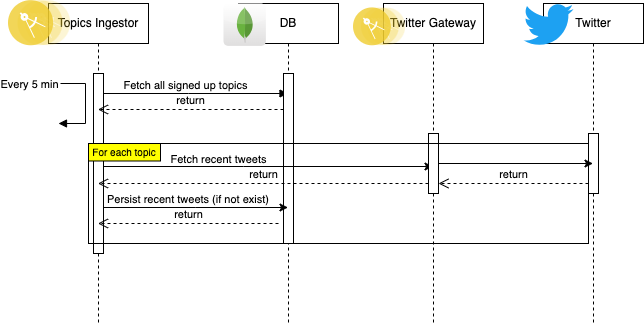 Topics Ingestor
DB
Twitter Gateway
Twitter
Every 5 min
Fetch all signed up topics
return
For each topic
Fetch recent tweets
return
return
Persist recent tweets (if not exist)
return